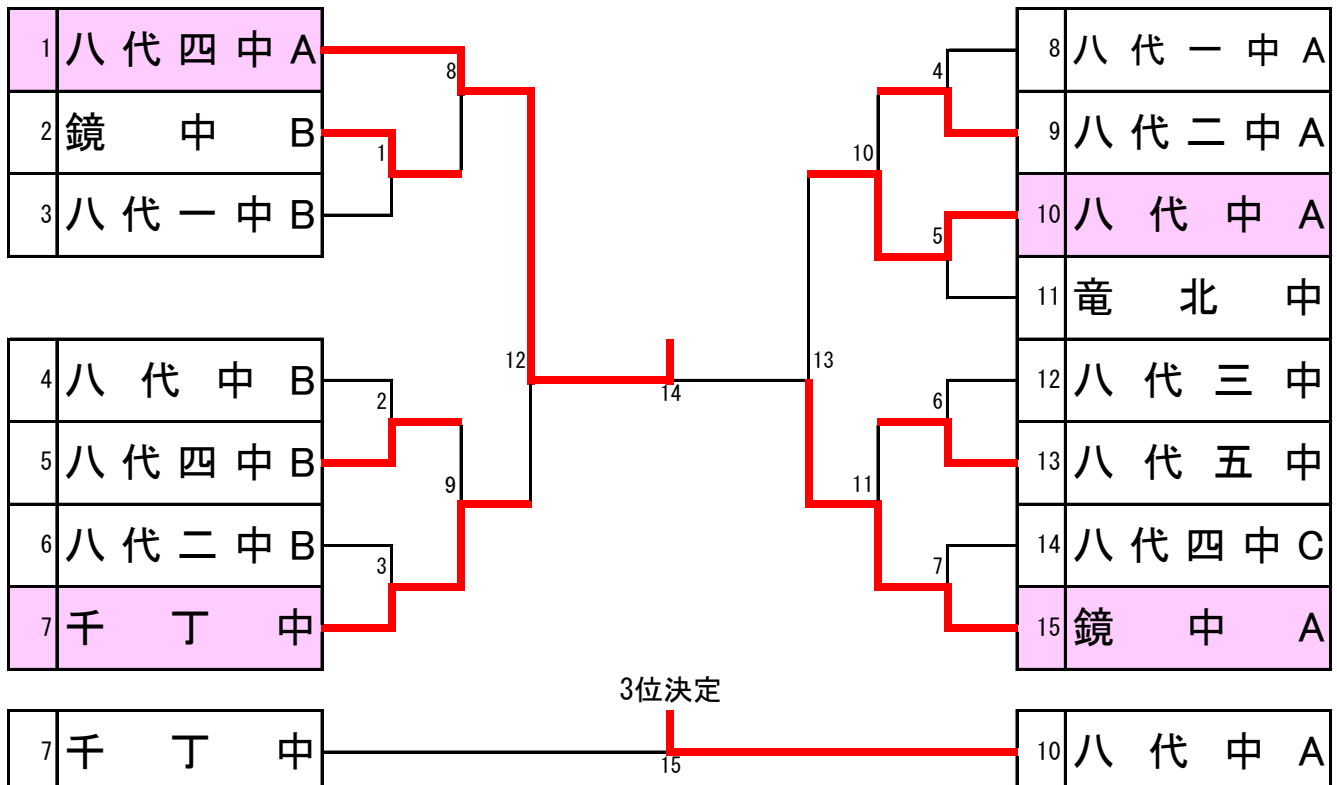 1 八代四中A
2 鏡中B
3 八代一中B
4 八代中B
5 八代四中B
6 八代二中B
7 千丁中
8
1
2
9
3
12
14
13
4
10
5
6
11
7
8 八代一中A
9 八代二中A
10 八代中A
11 竜北中
12 八代三中
13 八代五中
14 八代四中C
15 鏡中A
3位決定
7 千丁中
15
10 八代中A